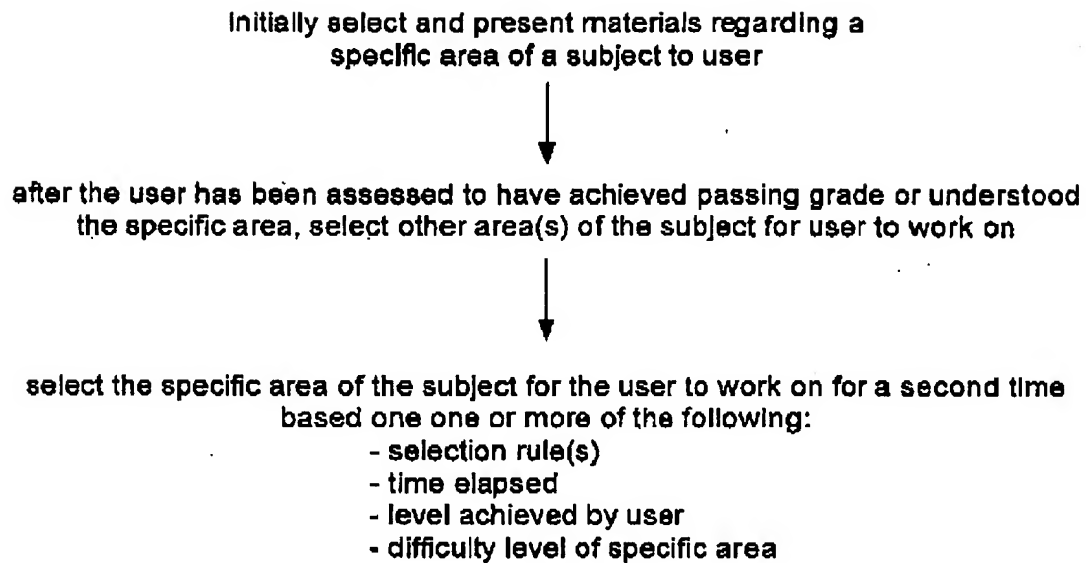 Initially select and present materials regarding a
specific area of a subject to user
after the user has been assessed to have achieved passing grade or understood
the specific area, select other area(s) of the subject for user to work on
select the specific area of the subject for the user to work on for a second time
based one one or more of the following:
- selection rule(s)
- time elapsed
- level achieved by user
- difficulty level of specific area